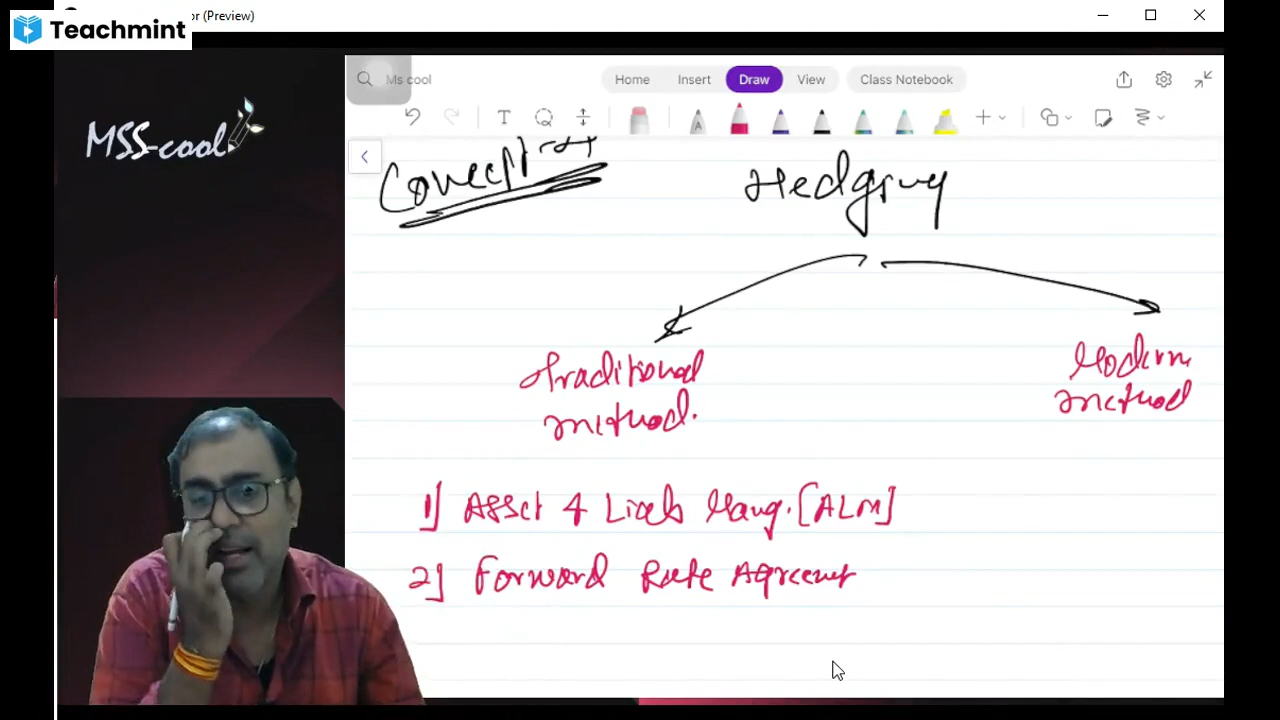 or (Preview)
Teachmint
Ms cool
Home Insert Draw View Class Notebook
MSS-cool
Hedging
Traditional
method.
Modern
method
1] Asset & Liab Mang. [ALM]
2] Forward Rate Agreement